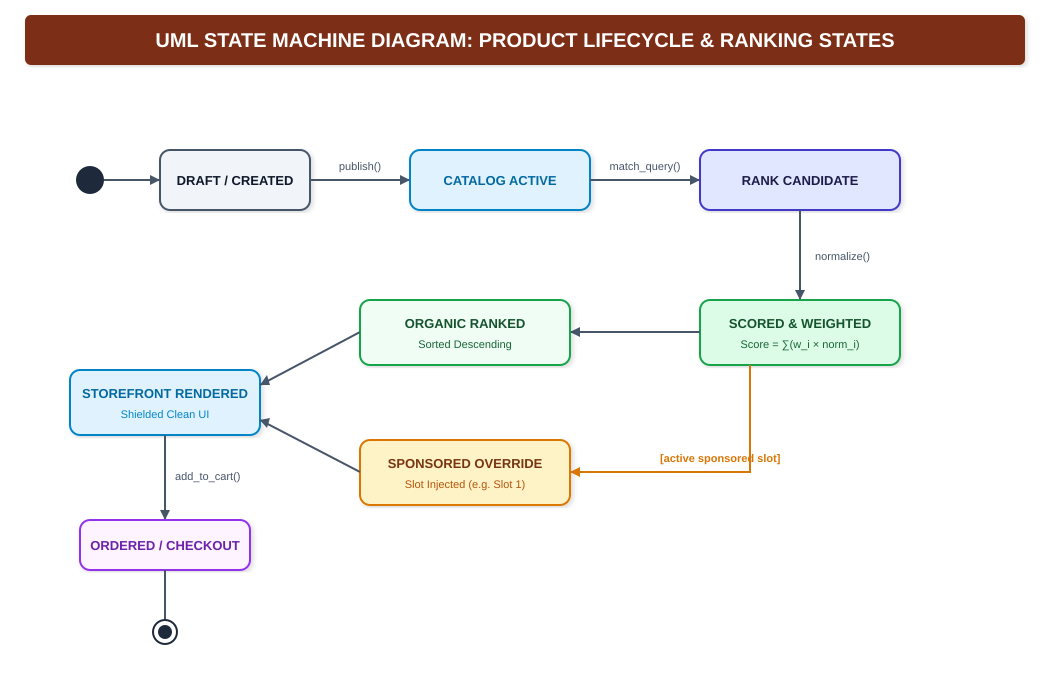 UML STATE MACHINE DIAGRAM: PRODUCT LIFECYCLE & RANKING STATES
DRAFT / CREATED
publish()
CATALOG ACTIVE
match_query()
RANK CANDIDATE
normalize()
SCORED & WEIGHTED
Score = ∑(w_i × norm_i)
ORGANIC RANKED
Sorted Descending
STOREFRONT RENDERED
Shielded Clean UI
[active sponsored slot]
SPONSORED OVERRIDE
Slot Injected (e.g. Slot 1)
add_to_cart()
ORDERED / CHECKOUT